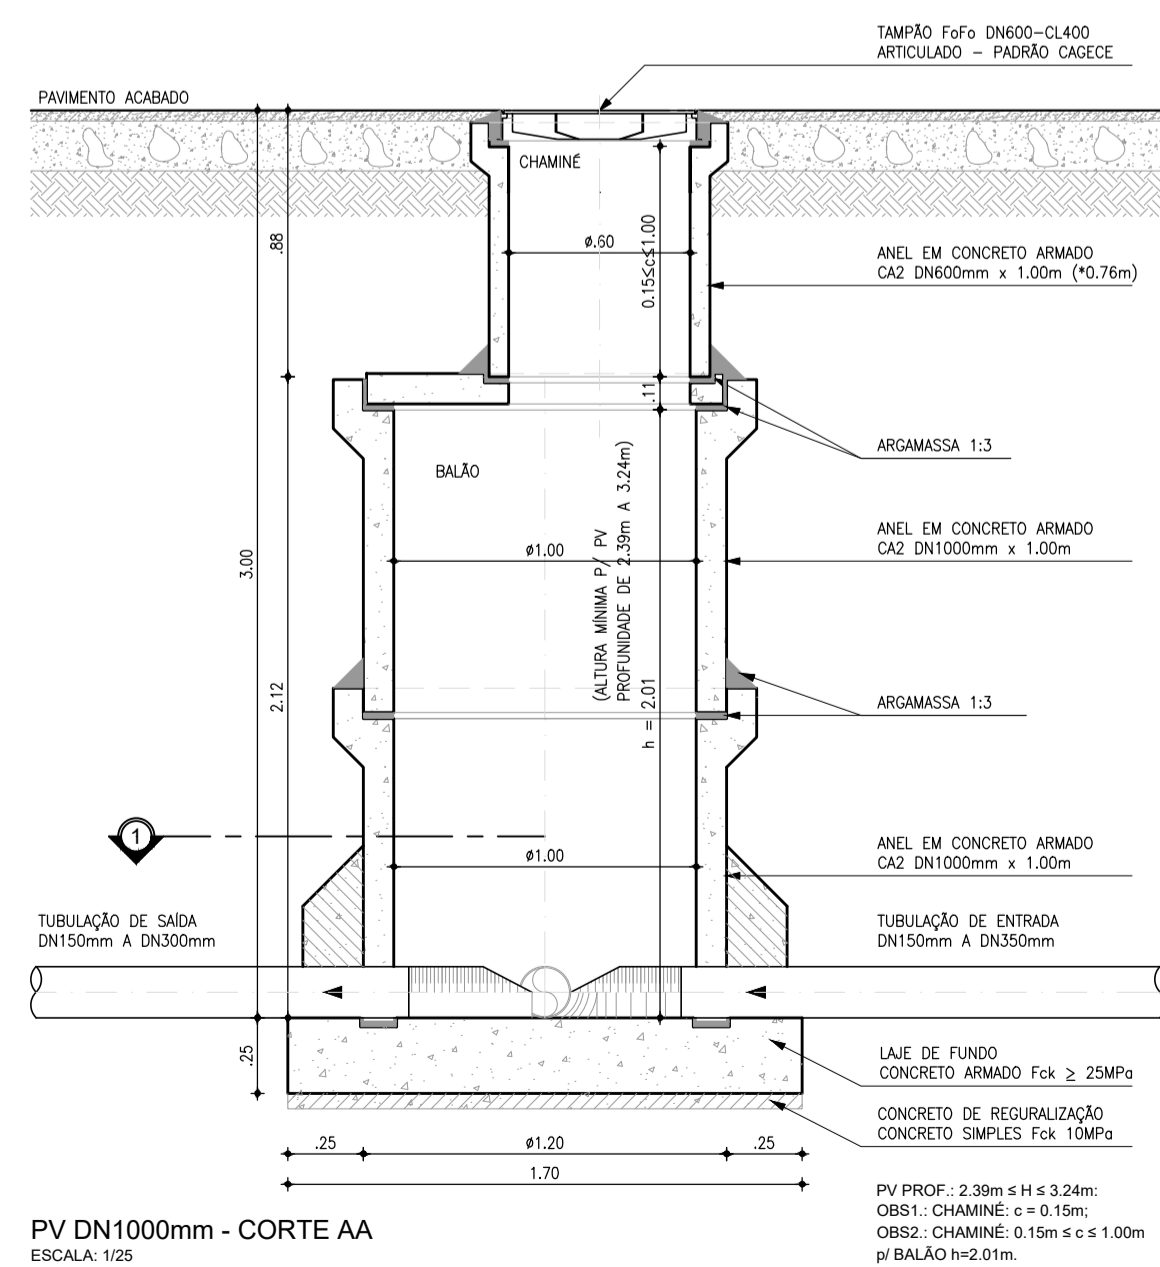 TAMPÃO FoFo DN600-CL400
ARTICULADO - PADRÃO CAGECE
PAVIMENTO ACABADO
CHAMINÉ
.88
ø.60
0.15≤c≤1.00
ANEL EM CONCRETO ARMADO
CA2 DN600mm x 1.00m (*0.76m)
.11
ARGAMASSA 1:3
BALÃO
3.00
ø1.00
(ALTURA MÍNIMA P/ PV
PROFUNIDADE DE 2.39m A 3.24m)
ANEL EM CONCRETO ARMADO
CA2 DN1000mm x 1.00m
2.12
h = 2.01
ARGAMASSA 1:3
1
ø1.00
ANEL EM CONCRETO ARMADO
CA2 DN1000mm x 1.00m
TUBULAÇÃO DE SAÍDA
DN150mm A DN300mm
TUBULAÇÃO DE ENTRADA
DN150mm A DN350mm
.25
LAJE DE FUNDO
CONCRETO ARMADO Fck ≥ 25MPa
CONCRETO DE REGURALIZAÇÃO
CONCRETO SIMPLES Fck 10MPa
.25
ø1.20
.25
1.70
PV PROF.: 2.39m ≤ H ≤ 3.24m:
OBS1.: CHAMINÉ: c = 0.15m;
OBS2.: CHAMINÉ: 0.15m ≤ c ≤ 1.00m
p/ BALÃO h=2.01m.
PV DN1000mm - CORTE AA
ESCALA: 1/25